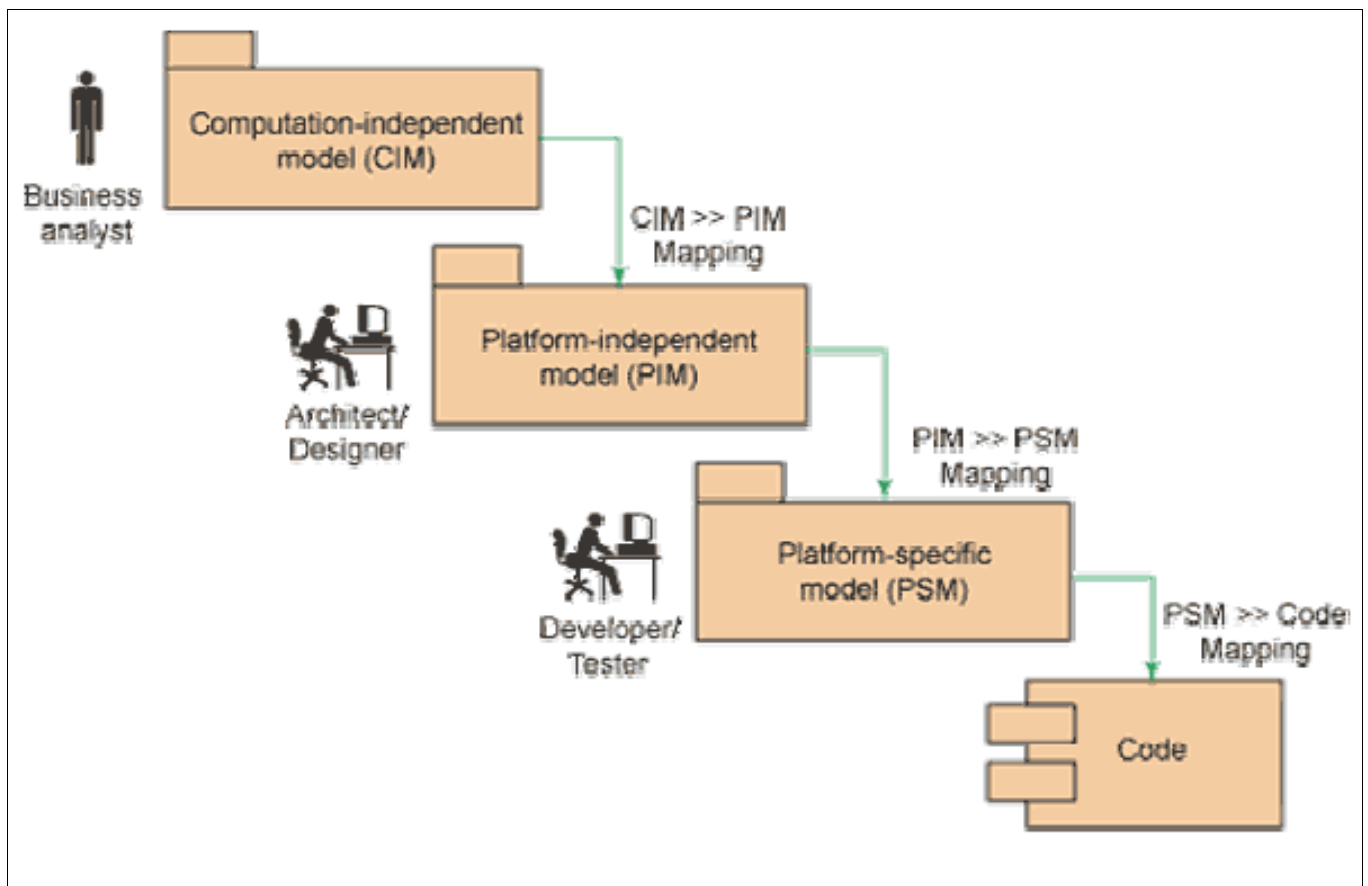 Computation-independent
model (CIM)
Business
analyst
CIM >> PIM
Mapping
Platform-independent
model (PIM)
Architect/
Designer
PIM >> PSM
Mapping
Platform-specific
model (PSM)
Developer/
Tester
PSM >> Code
Mapping
Code